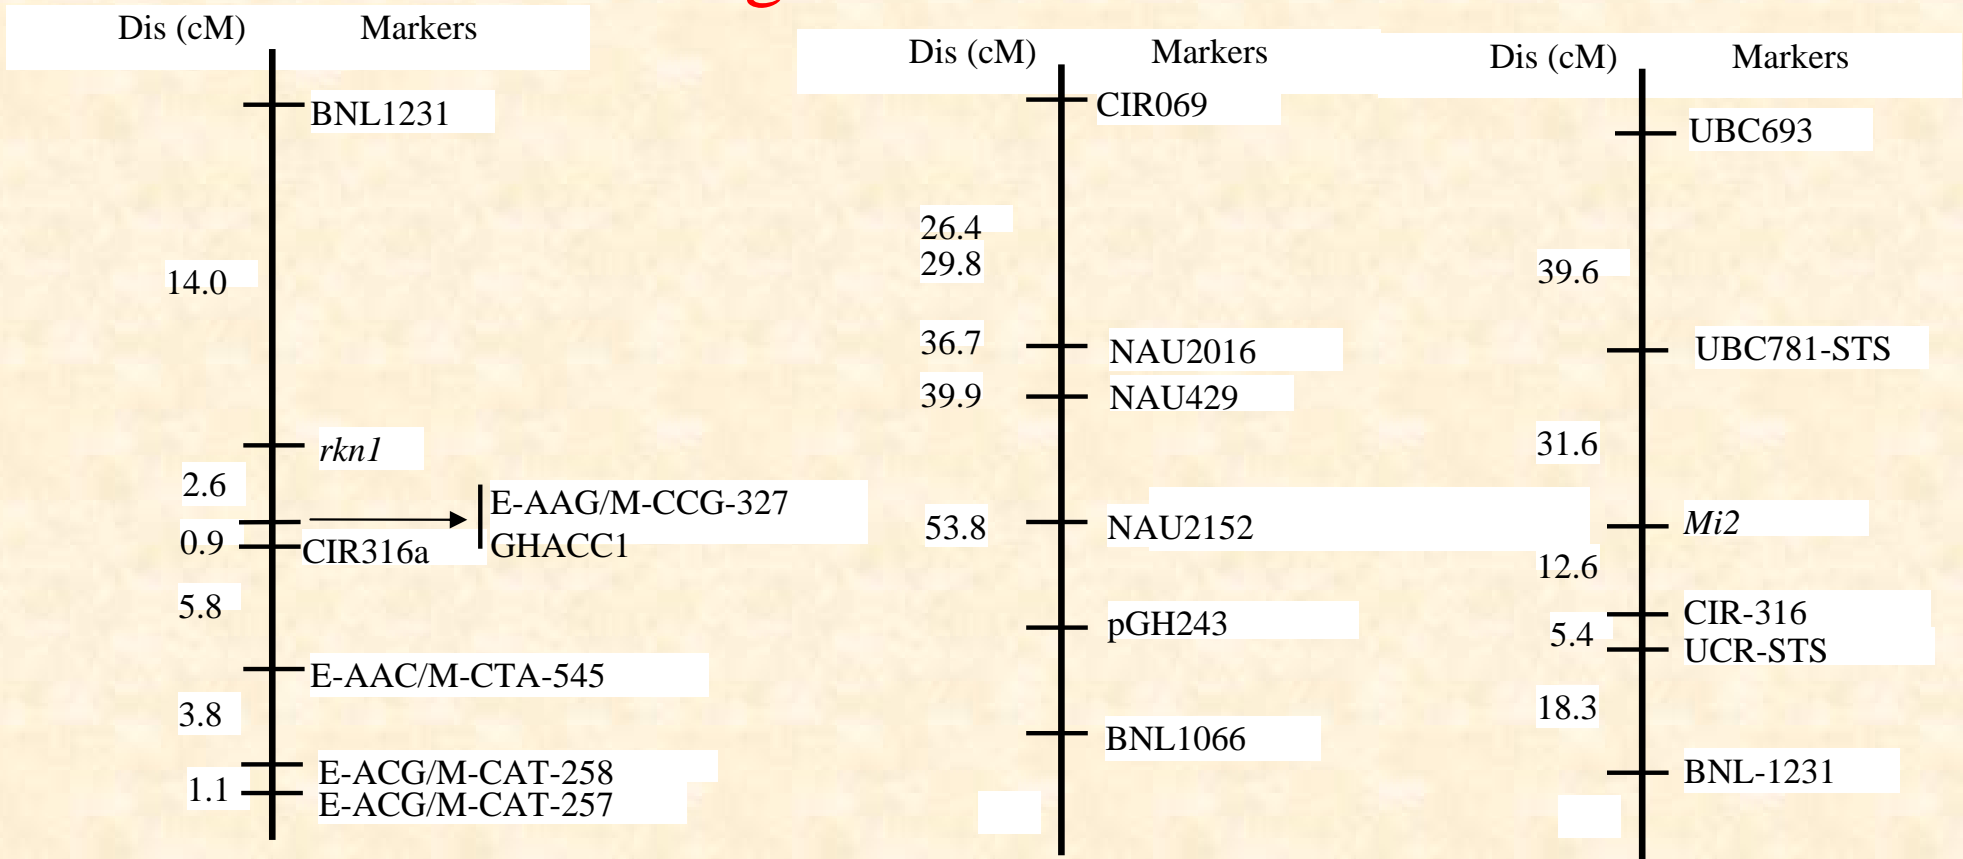 Dis (cM) Markers
BNL1231
14.0
rkn1
2.6
E-AAG/M-CCG-327
0.9 CIR316a GHACC1
5.8
E-AAC/M-CTA-545
3.8
E-ACG/M-CAT-258
1.1
E-ACG/M-CAT-257
Dis (cM) Markers
CIR069
26.4
29.8
36.7 NAU2016
39.9 NAU429
53.8 NAU2152
pGH243
BNL1066
Dis (cM) Markers
UBC693
39.6
UBC781-STS
31.6
Mi2
12.6
CIR-316
5.4
UCR-STS
18.3
BNL-1231